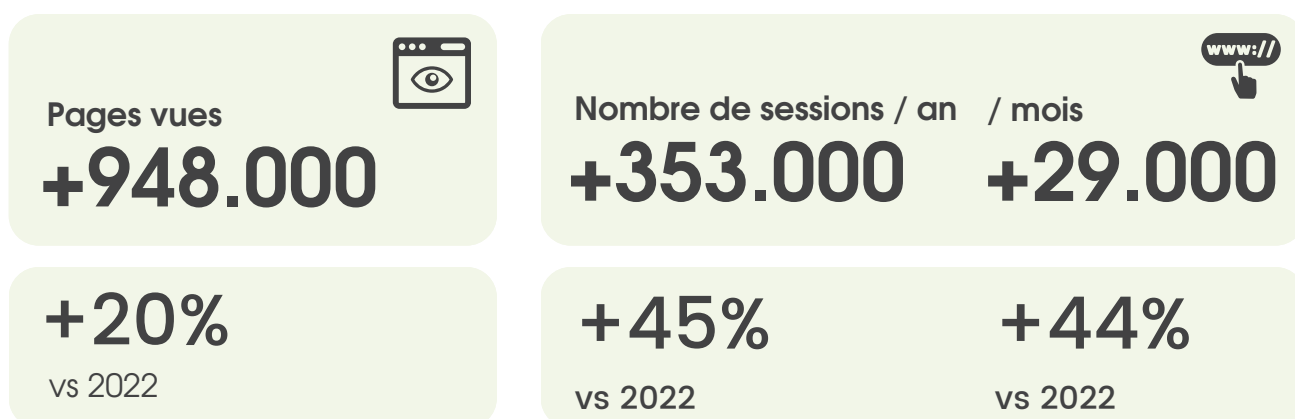 Pages vues
+948.000
www://
Nombre de sessions / an / mois
+353.000 +29.000
+20%
vs 2022
+45% +44%
vs 2022 vs 2022